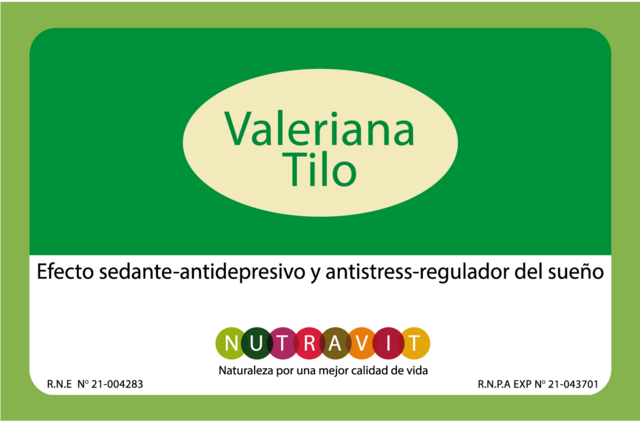 Valeriana
Tilo
Efecto sedante-antidepresivo y antistress-regulador del sueño
NUTRAVIT
Naturaleza por una mejor calidad de vida
R.N.E Nº 21-004283
R.N.P.A EXP Nº 21-043701